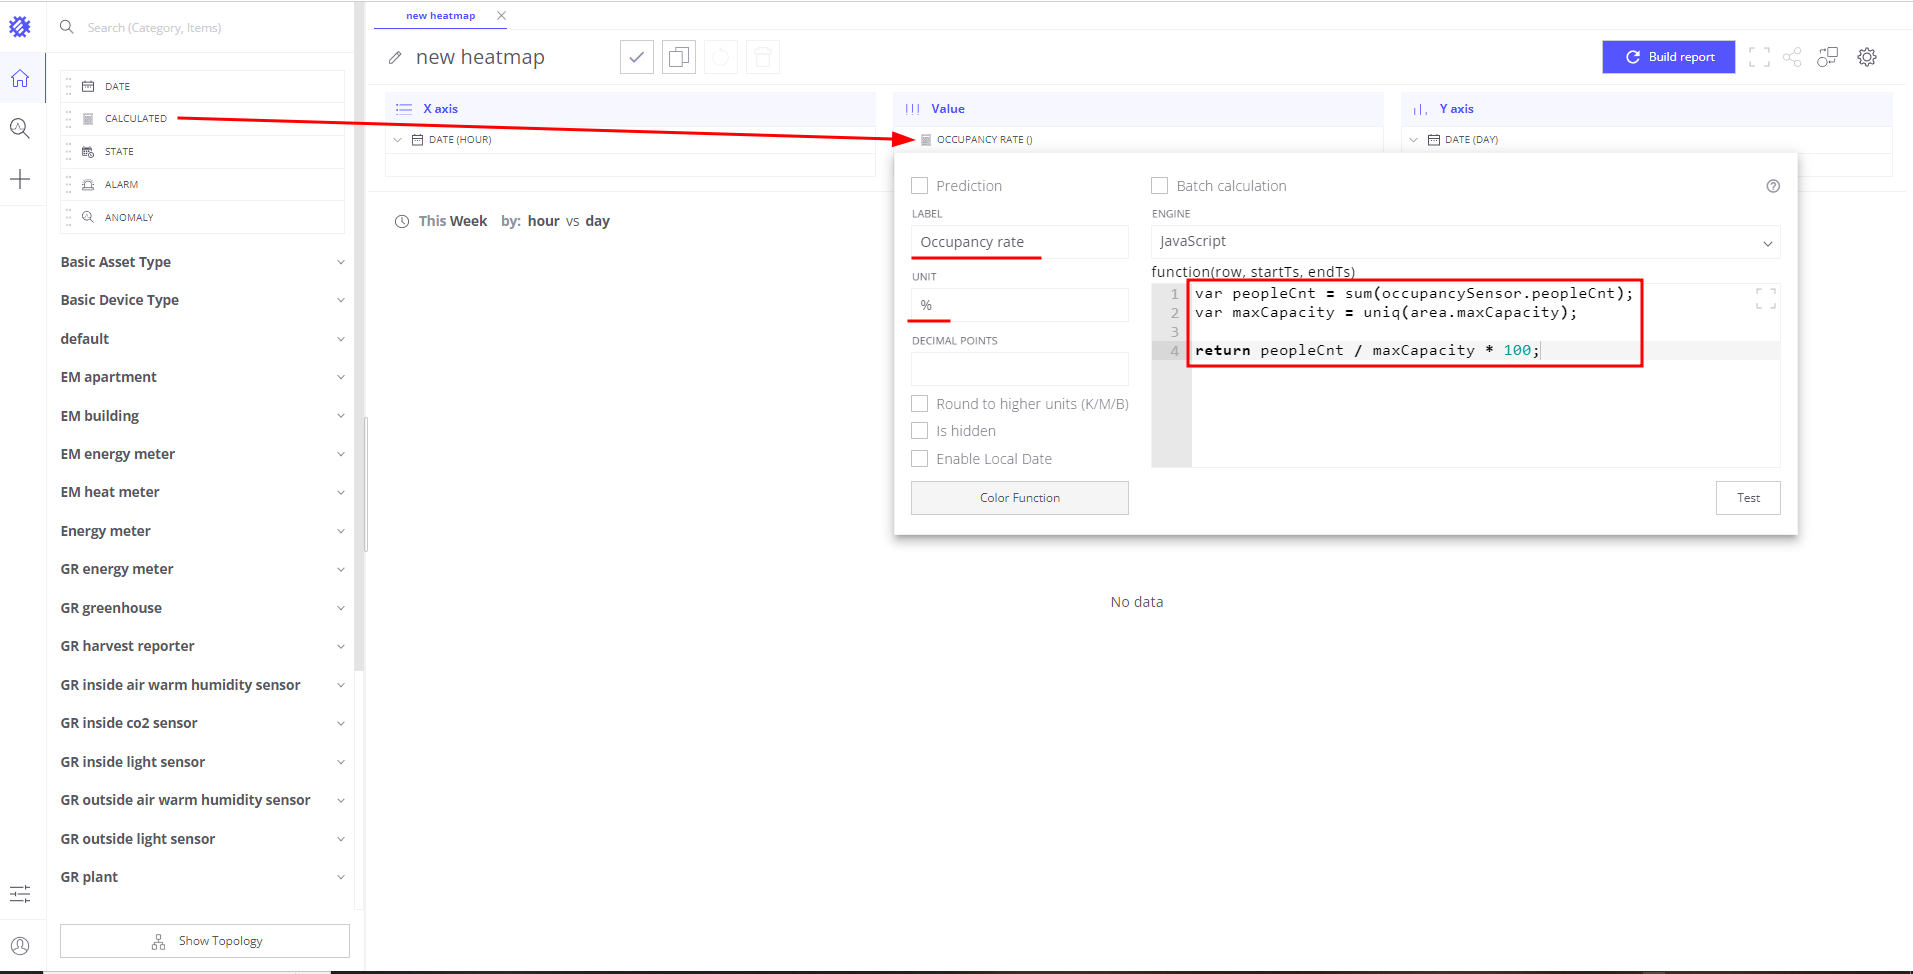 Search (Category, Items)
DATE
CALCULATED
STATE
ALARM
ANOMALY
Basic Asset Type
Basic Device Type
default
EM apartment
EM building
EM energy meter
EM heat meter
Energy meter
GR energy meter
GR greenhouse
GR harvest reporter
GR inside air warm humidity sensor
GR inside co2 sensor
GR inside light sensor
GR outside air warm humidity sensor
GR outside light sensor
GR plant
Show Topology
new heatmap
new heatmap
Build report
X axis
DATE (HOUR)
Value
OCCUPANCY RATE ()
Y axis
DATE (DAY)
This Week by: hour vs day
Prediction
LABEL
Occupancy rate
UNIT
%
DECIMAL POINTS
Round to higher units (K/M/B)
Is hidden
Enable Local Date
Color Function
Batch calculation
ENGINE
JavaScript
function(row, startTs, endTs)
1 var peopleCnt = sum(occupancySensor.peopleCnt);
2 var maxCapacity = uniq(area.maxCapacity);
3
4 return peopleCnt / maxCapacity * 100;
Test
No data